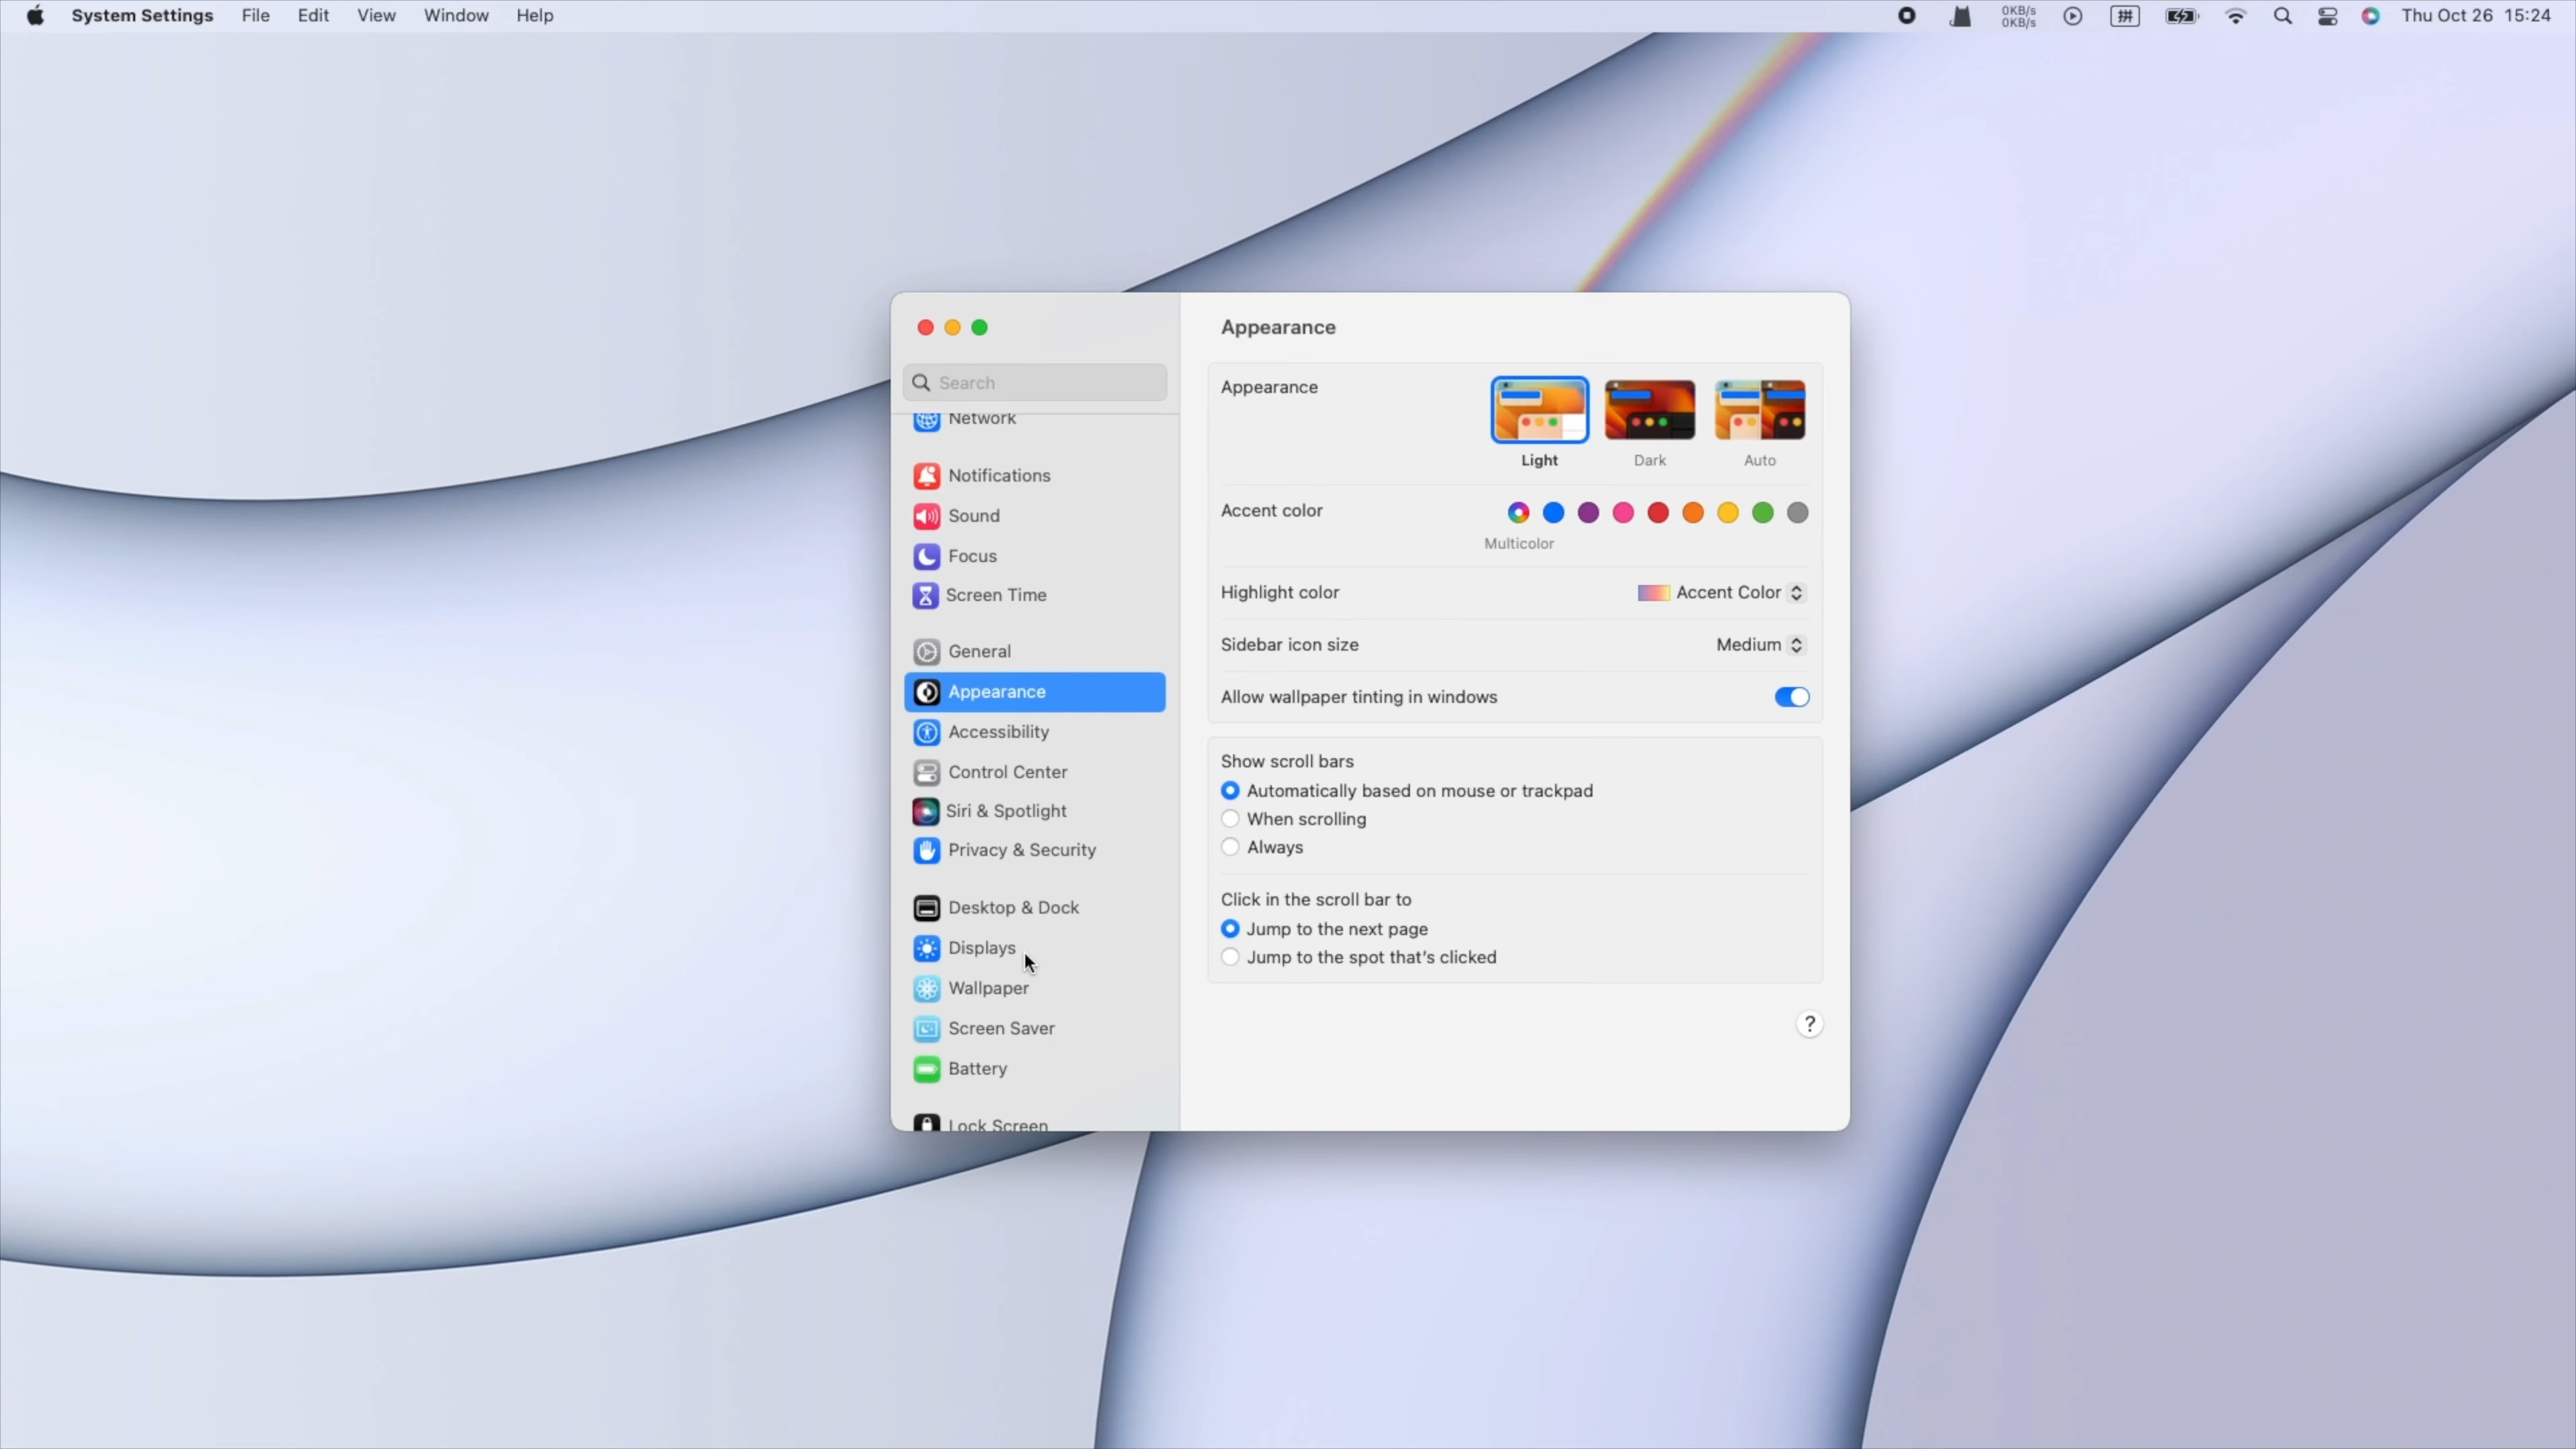 System Settings File Edit View Window Help
0KB/s
0KB/s
拼
Thu Oct 26 15:24
Search
Network
Notifications
Sound
Focus
Screen Time
General
Appearance
Accessibility
Control Center
Siri & Spotlight
Privacy & Security
Desktop & Dock
Displays
Wallpaper
Screen Saver
Battery
Lock Screen
Appearance
Appearance
Light Dark Auto
Accent color
Multicolor
Highlight color Accent Color
Sidebar icon size Medium
Allow wallpaper tinting in windows
Show scroll bars
Automatically based on mouse or trackpad
When scrolling
Always
Click in the scroll bar to
Jump to the next page
Jump to the spot that's clicked
?